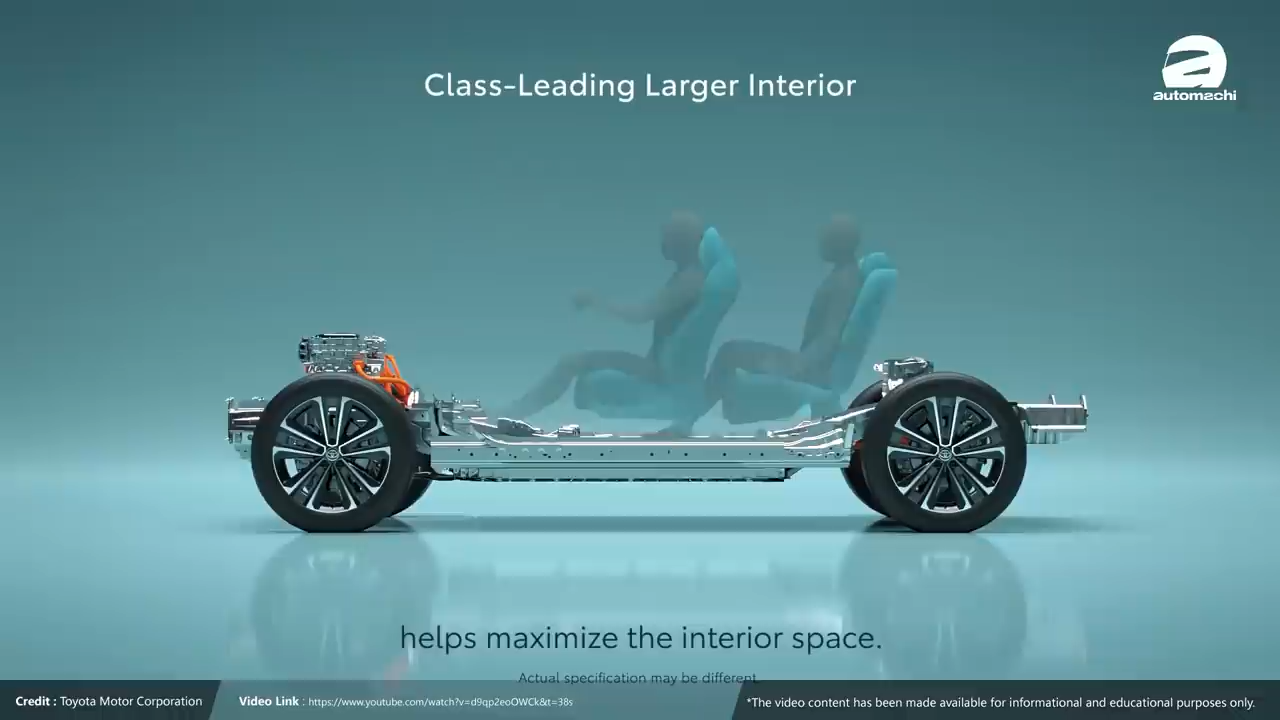 Class-Leading Larger Interior
automachi
helps maximize the interior space.
Actual specification may be different.
Credit : Toyota Motor Corporation
Video Link : https://www.youtube.com/watch?v=d9qp2eoOWCk&t=38s
*The video content has been made available for informational and educational purposes only.